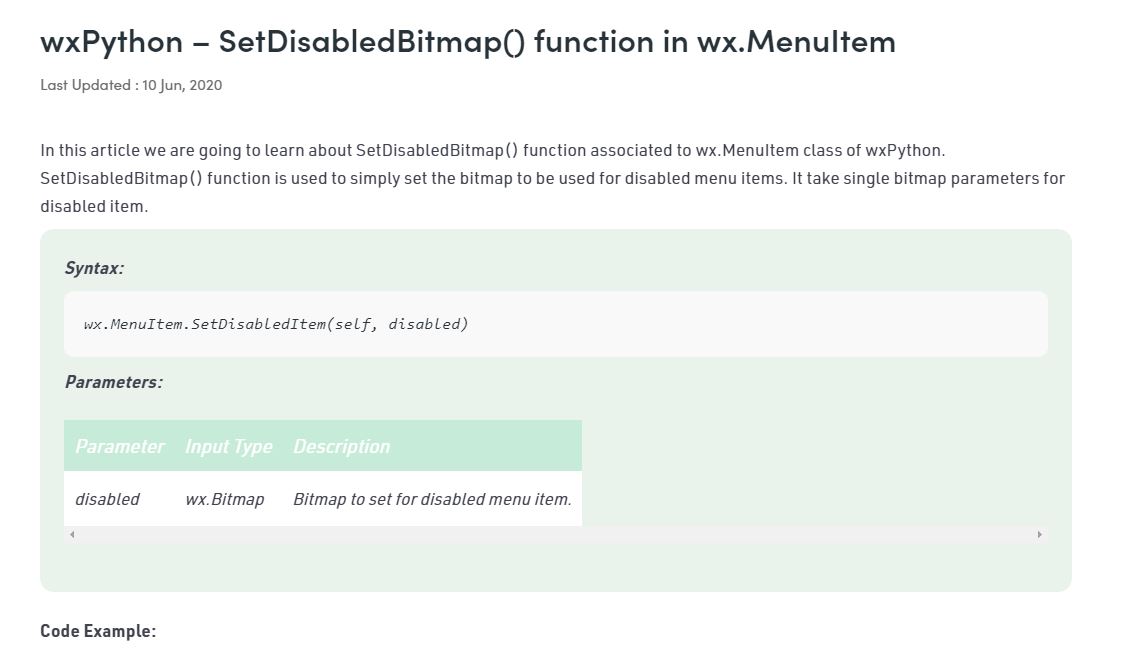 wxPython – SetDisabledBitmap() function in wx.MenuItem
Last Updated : 10 Jun, 2020
In this article we are going to learn about SetDisabledBitmap() function associated to wx.MenuItem class of wxPython.
SetDisabledBitmap() function is used to simply set the bitmap to be used for disabled menu items. It take single bitmap parameters for
disabled item.
Syntax:
wx.MenuItem.SetDisabledItem(self, disabled)
Parameters:
Parameter Input Type Description
disabled wx.Bitmap Bitmap to set for disabled menu item.
Code Example: